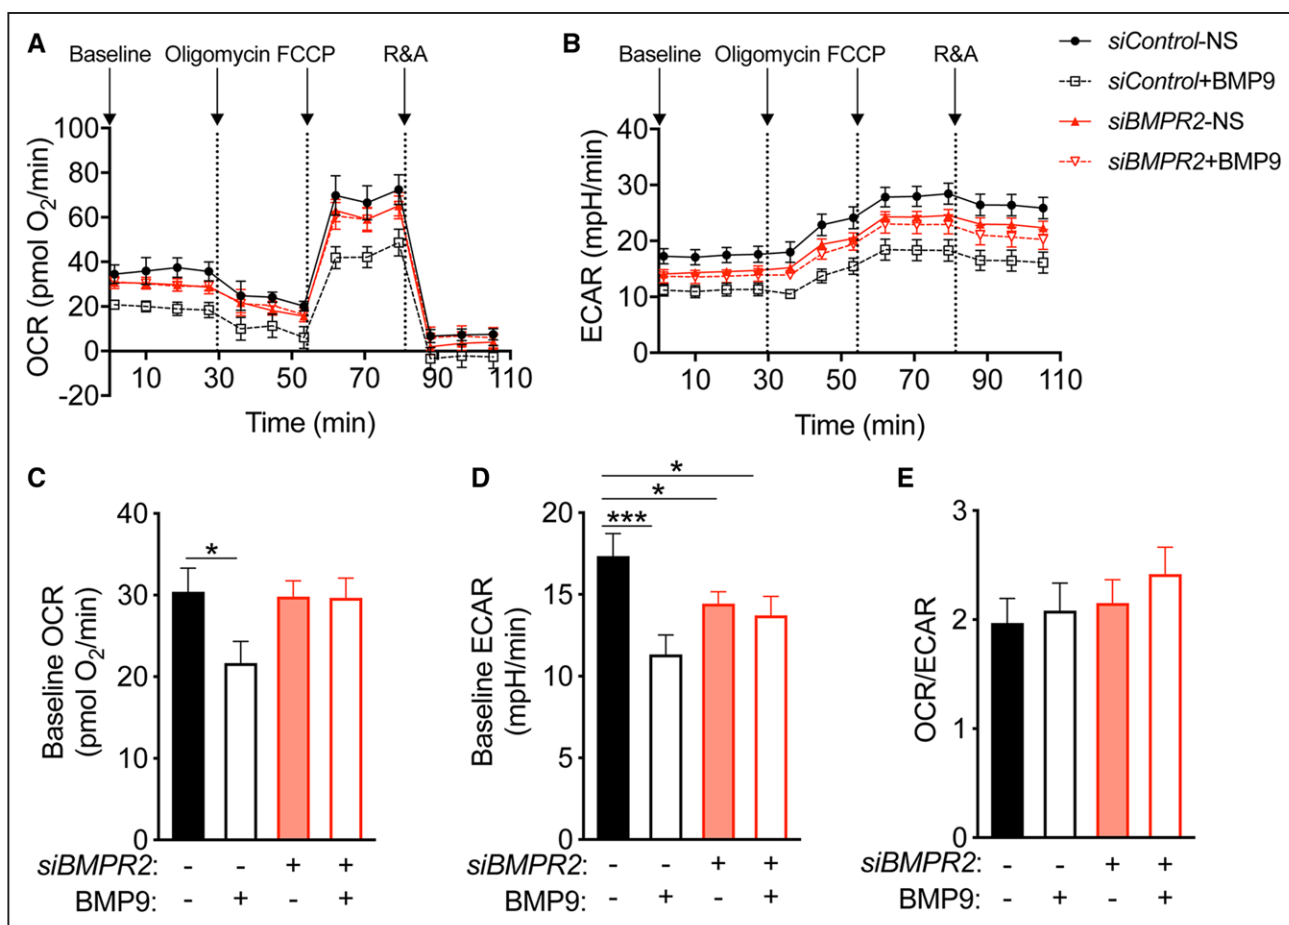 A
Baseline Oligomycin FCCP R&A
100
80
60
40
20
0
-20
OCR (pmol O2/min)
10 30 50 70 90 110
Time (min)
B
Baseline Oligomycin FCCP R&A
40
30
20
10
0
ECAR (mpH/min)
10 30 50 70 90 110
Time (min)
siControl-NS
siControl+BMP9
siBMPR2-NS
siBMPR2+BMP9
C
40
30
20
10
0
Baseline OCR
(pmol O2/min)
*
siBMPR2: - - + +
BMP9: - + - +
D
20
15
10
5
0
Baseline ECAR
(mpH/min)
*
*
***
siBMPR2: - - + +
BMP9: - + - +
E
3
2
1
0
OCR/ECAR
siBMPR2: - - + +
BMP9: - + - +